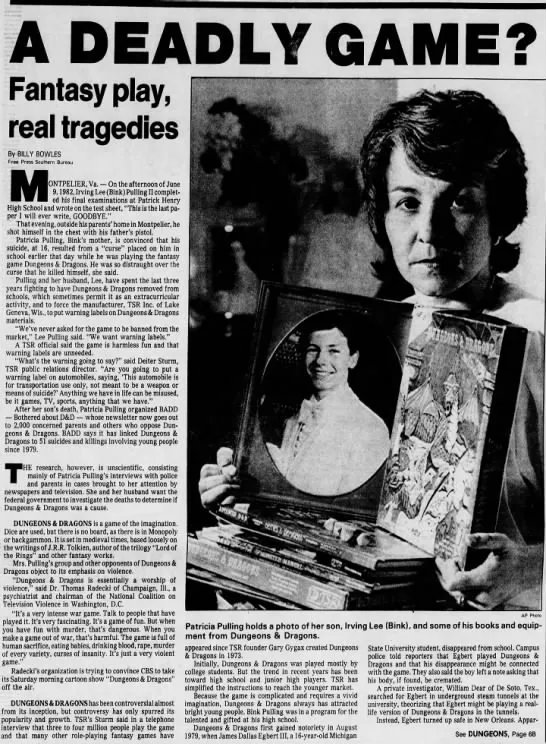 A DEADLY GAME?
Fantasy play,
real tragedies
By BILLY BOWLES
Free Press Southern Bureau
MONTPELIER, Va. — On the afternoon of June
9, 1982, Irving Lee (Bink) Pulling II complet-
ed his final examinations at Patrick Henry
High School and wrote on the test sheet, "This is the last pa-
per I will ever write, GOODBYE."
That evening, outside his parents' home in Montpelier, he
shot himself in the chest with his father's pistol.
Patricia Pulling, Bink's mother, is convinced that his
suicide, at 16, resulted from a "curse" placed on him in
school earlier that day while he was playing the fantasy
game Dungeons & Dragons. He was so distraught over the
curse that he killed himself, she said.
Pulling and her husband, Lee, have spent the last three
years fighting to have Dungeons & Dragons removed from
schools, which sometimes permit it as an extracurricular
activity, and to force the manufacturer, TSR Inc. of Lake
Geneva, Wis., to put warning labels on Dungeons & Dragons
materials.
"We've never asked for the game to be banned from the
market," Lee Pulling said. "We want warning labels."
A TSR official said the game is harmless fun and that
warning labels are unneeded.
"What's the warning going to say?" said Deiter Sturm,
TSR public relations director. "Are you going to put a
warning label on automobiles, saying, 'This automobile is
for transportation use only, not meant to be a weapon or
means of suicide?' Anything we have in life can be misused,
be it games, TV, sports, anything that we have."
After her son's death, Patricia Pulling organized BADD
— Bothered about D&D — whose newsletter now goes out
to 2,000 concerned parents and others who oppose Dun-
geons & Dragons. BADD says it has linked Dungeons &
Dragons to 51 suicides and killings involving young people
since 1979.
THE research, however, is unscientific, consisting
mainly of Patricia Pulling's interviews with police
and parents in cases brought to her attention by
newspapers and television. She and her husband want the
federal government to investigate the deaths to determine if
Dungeons & Dragons was a cause.
DUNGEONS & DRAGONS is a game of the imagination.
Dice are used, but there is no board, as there is in Monopoly
or backgammon. It is set in medieval times, based loosely on
the writings of J.R.R. Tolkien, author of the trilogy "Lord of
the Rings" and other fantasy works.
Mrs. Pulling's group and other opponents of Dungeons &
Dragons object to its emphasis on violence.
"Dungeons & Dragons is essentially a worship of
violence," said Dr. Thomas Radecki of Champaign, Ill., a
psychiatrist and chairman of the National Coalition on
Television Violence in Washington, D.C.
"It's a very intense war game. Talk to people that have
played it. It's very fascinating. It's a game of fun. But when
you have fun with murder, that's dangerous. When you
make a game out of war, that's harmful. The game is full of
human sacrifice, eating babies, drinking blood, rape, murder
of every variety, curses of insanity. It's just a very violent
game."
Radecki's organization is trying to convince CBS to take
its Saturday morning cartoon show "Dungeons & Dragons"
off the air.
DUNGEONS & DRAGONS has been controversial almost
from its inception, but controversy has only spurred its
popularity and growth. TSR's Sturm said in a telephone
interview that three to four million people play the game
and that many other role-playing fantasy games have
AP Photo
Patricia Pulling holds a photo of her son, Irving Lee (Bink), and some of his books and equip-
ment from Dungeons & Dragons.
appeared since TSR founder Gary Gygax created Dungeons
& Dragons in 1973.
Initially, Dungeons & Dragons was played mostly by
college students. But the trend in recent years has been
toward high school and junior high players. TSR has
simplified the instructions to reach the younger market.
Because the game is complicated and requires a vivid
imagination, Dungeons & Dragons always has attracted
bright young people. Bink Pulling was in a program for the
talented and gifted at his high school.
Dungeons & Dragons first gained notoriety in August
1979, when James Dallas Egbert III, a 16-year-old Michigan
State University student, disappeared from school. Campus
police told reporters that Egbert played Dungeons &
Dragons and that his disappearance might be connected
with the game. They also said the boy left a note asking that
his body, if found, be cremated.
A private investigator, William Dear of De Soto, Tex.,
searched for Egbert in underground steam tunnels at the
university, theorizing that Egbert might be playing a real-
life version of Dungeons & Dragons in the tunnels.
Instead, Egbert turned up safe in New Orleans. Appar-
See DUNGEONS, Page 6B